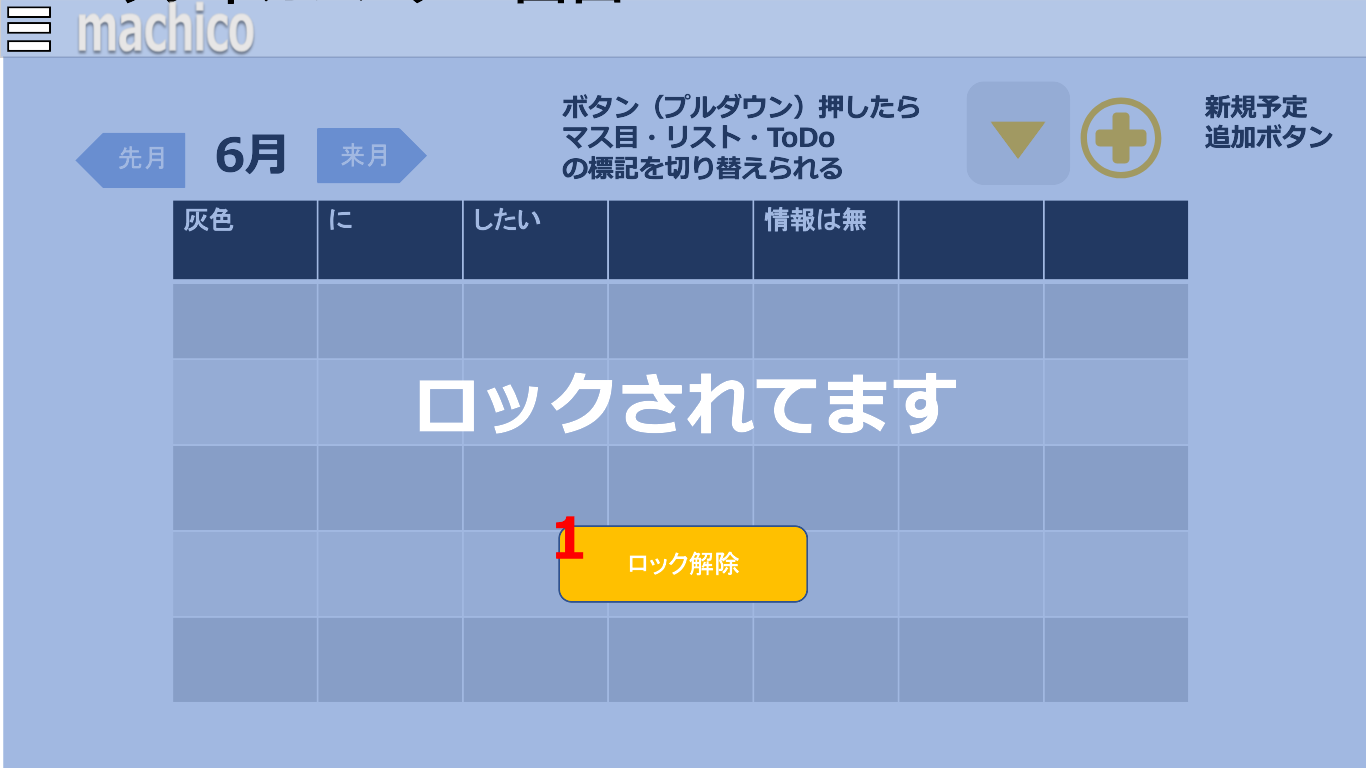 machico
ボタン（プルダウン）押したら
マス目・リスト・ToDo
の標記を切り替えられる
新規予定
追加ボタン
先月
6月
来月
灰色
に
したい
情報は無
ロックされてます
1
ロック解除